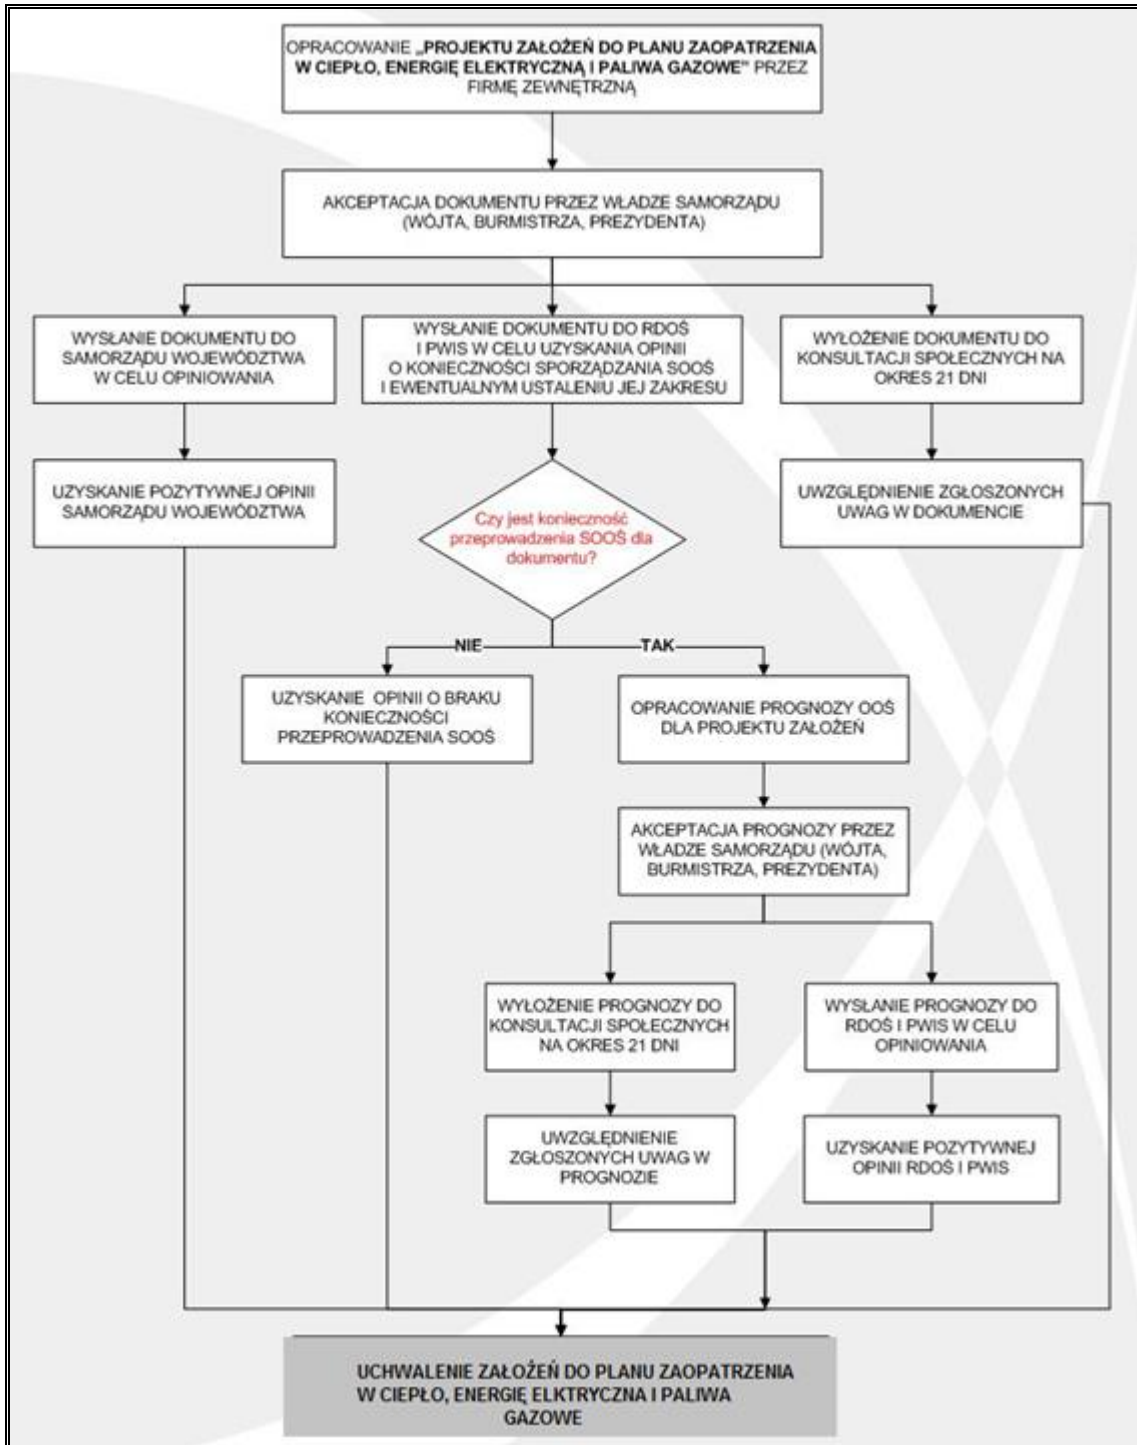 OPRACOWANIE „PROJEKTU ZAŁOŻEŃ DO PLANU ZAOPATRZENIA
W CIEPŁO, ENERGIĘ ELEKTRYCZNĄ I PALIWA GAZOWE" PRZEZ
FIRMĘ ZEWNĘTRZNĄ
AKCEPTACJA DOKUMENTU PRZEZ WŁADZE SAMORZĄDU
(WÓJTA, BURMISTRZA, PREZYDENTA)
WYSŁANIE DOKUMENTU DO
SAMORZĄDU WOJEWÓDZTWA
W CELU OPINIOWANIA
WYSŁANIE DOKUMENTU DO RDOŚ
I PWIS W CELU UZYSKANIA OPINII
O KONIECZNOŚCI SPORZĄDZANIA SOOŚ
I EWENTUALNYM USTALENIU JEJ ZAKRESU
WYŁOŻENIE DOKUMENTU DO
KONSULTACJI SPOŁECZNYCH NA
OKRES 21 DNI
UZYSKANIE POZYTYWNEJ OPINII
SAMORZĄDU WOJEWÓDZTWA
Czy jest konieczność
przeprowadzenia SOOŚ dla
dokumentu?
UWZGLĘDNIENIE ZGŁOSZONYCH
UWAG W DOKUMENCIE
NIE
TAK
UZYSKANIE OPINII O BRAKU
KONIECZNOŚCI
PRZEPROWADZENIA SOOŚ
OPRACOWANIE PROGNOZY OOŚ
DLA PROJEKTU ZAŁOŻEŃ
AKCEPTACJA PROGNOZY PRZEZ
WŁADZE SAMORZĄDU (WÓJTA,
BURMISTRZA, PREZYDENTA)
WYŁOŻENIE PROGNOZY DO
KONSULTACJI SPOŁECZNYCH
NA OKRES 21 DNI
WYSŁANIE PROGNOZY DO
RDOŚ I PWIS W CELU
OPINIOWANIA
UWZGLĘDNIENIE
ZGŁOSZONYCH UWAG W
PROGNOZIE
UZYSKANIE POZYTYWNEJ
OPINII RDOŚ I PWIS
UCHWALENIE ZAŁOŻEŃ DO PLANU ZAOPATRZENIA
W CIEPŁO, ENERGIĘ ELKTRYCZNA I PALIWA
GAZOWE